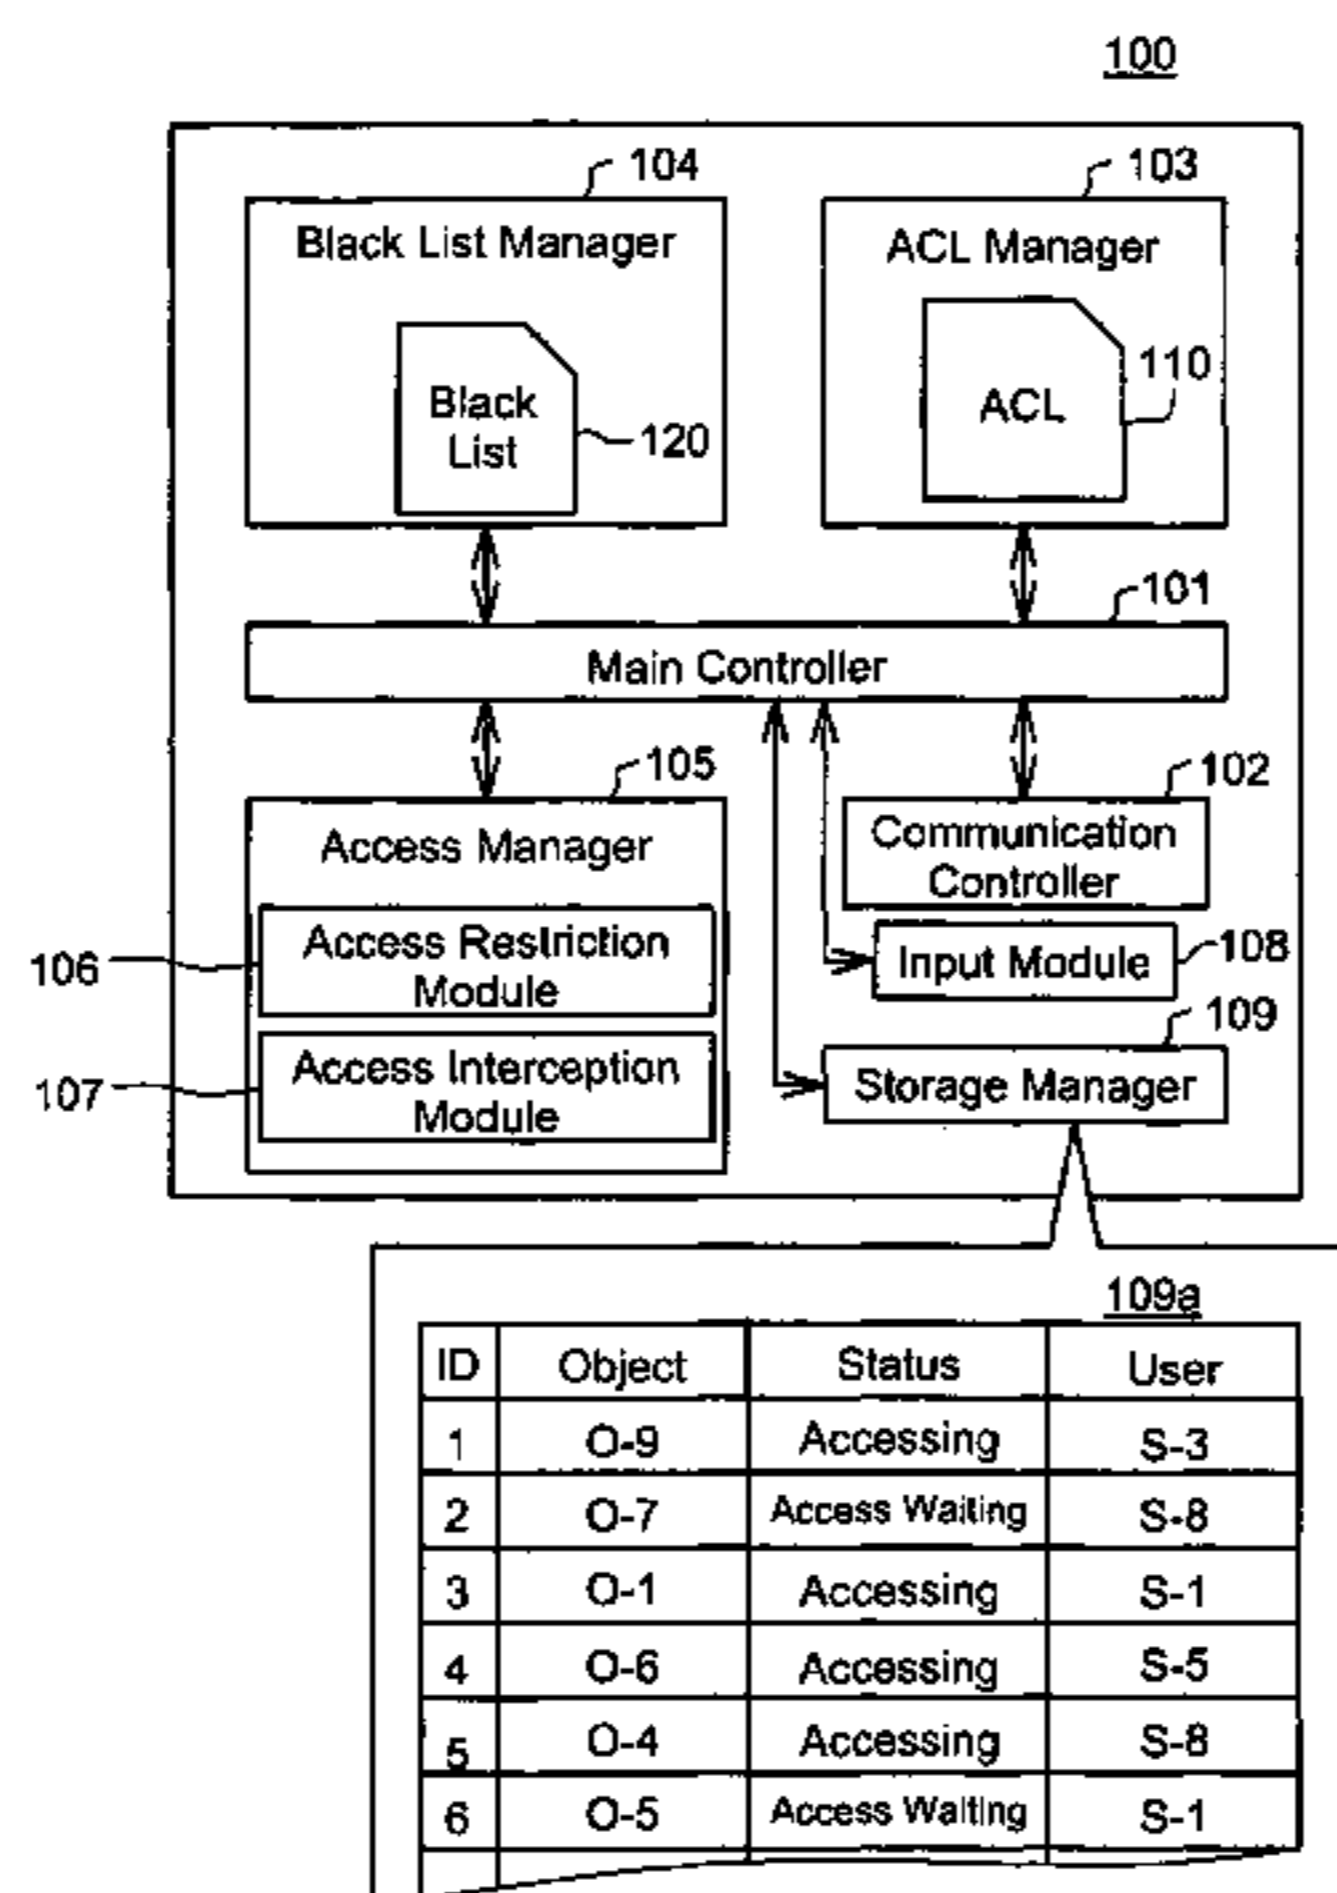 100
104
103
Black List Manager
ACL Manager
Black
List
120
ACL
110
101
Main Controller
105
102
Access Manager
Communication
Controller
106
Access Restriction
Module
Input Module
108
109
107
Access Interception
Module
Storage Manager
109a
ID Object Status User
1 O-9 Accessing S-3
2 O-7 Access Waiting S-8
3 O-1 Accessing S-1
4 O-6 Accessing S-5
5 O-4 Accessing S-8
6 O-5 Access Waiting S-1